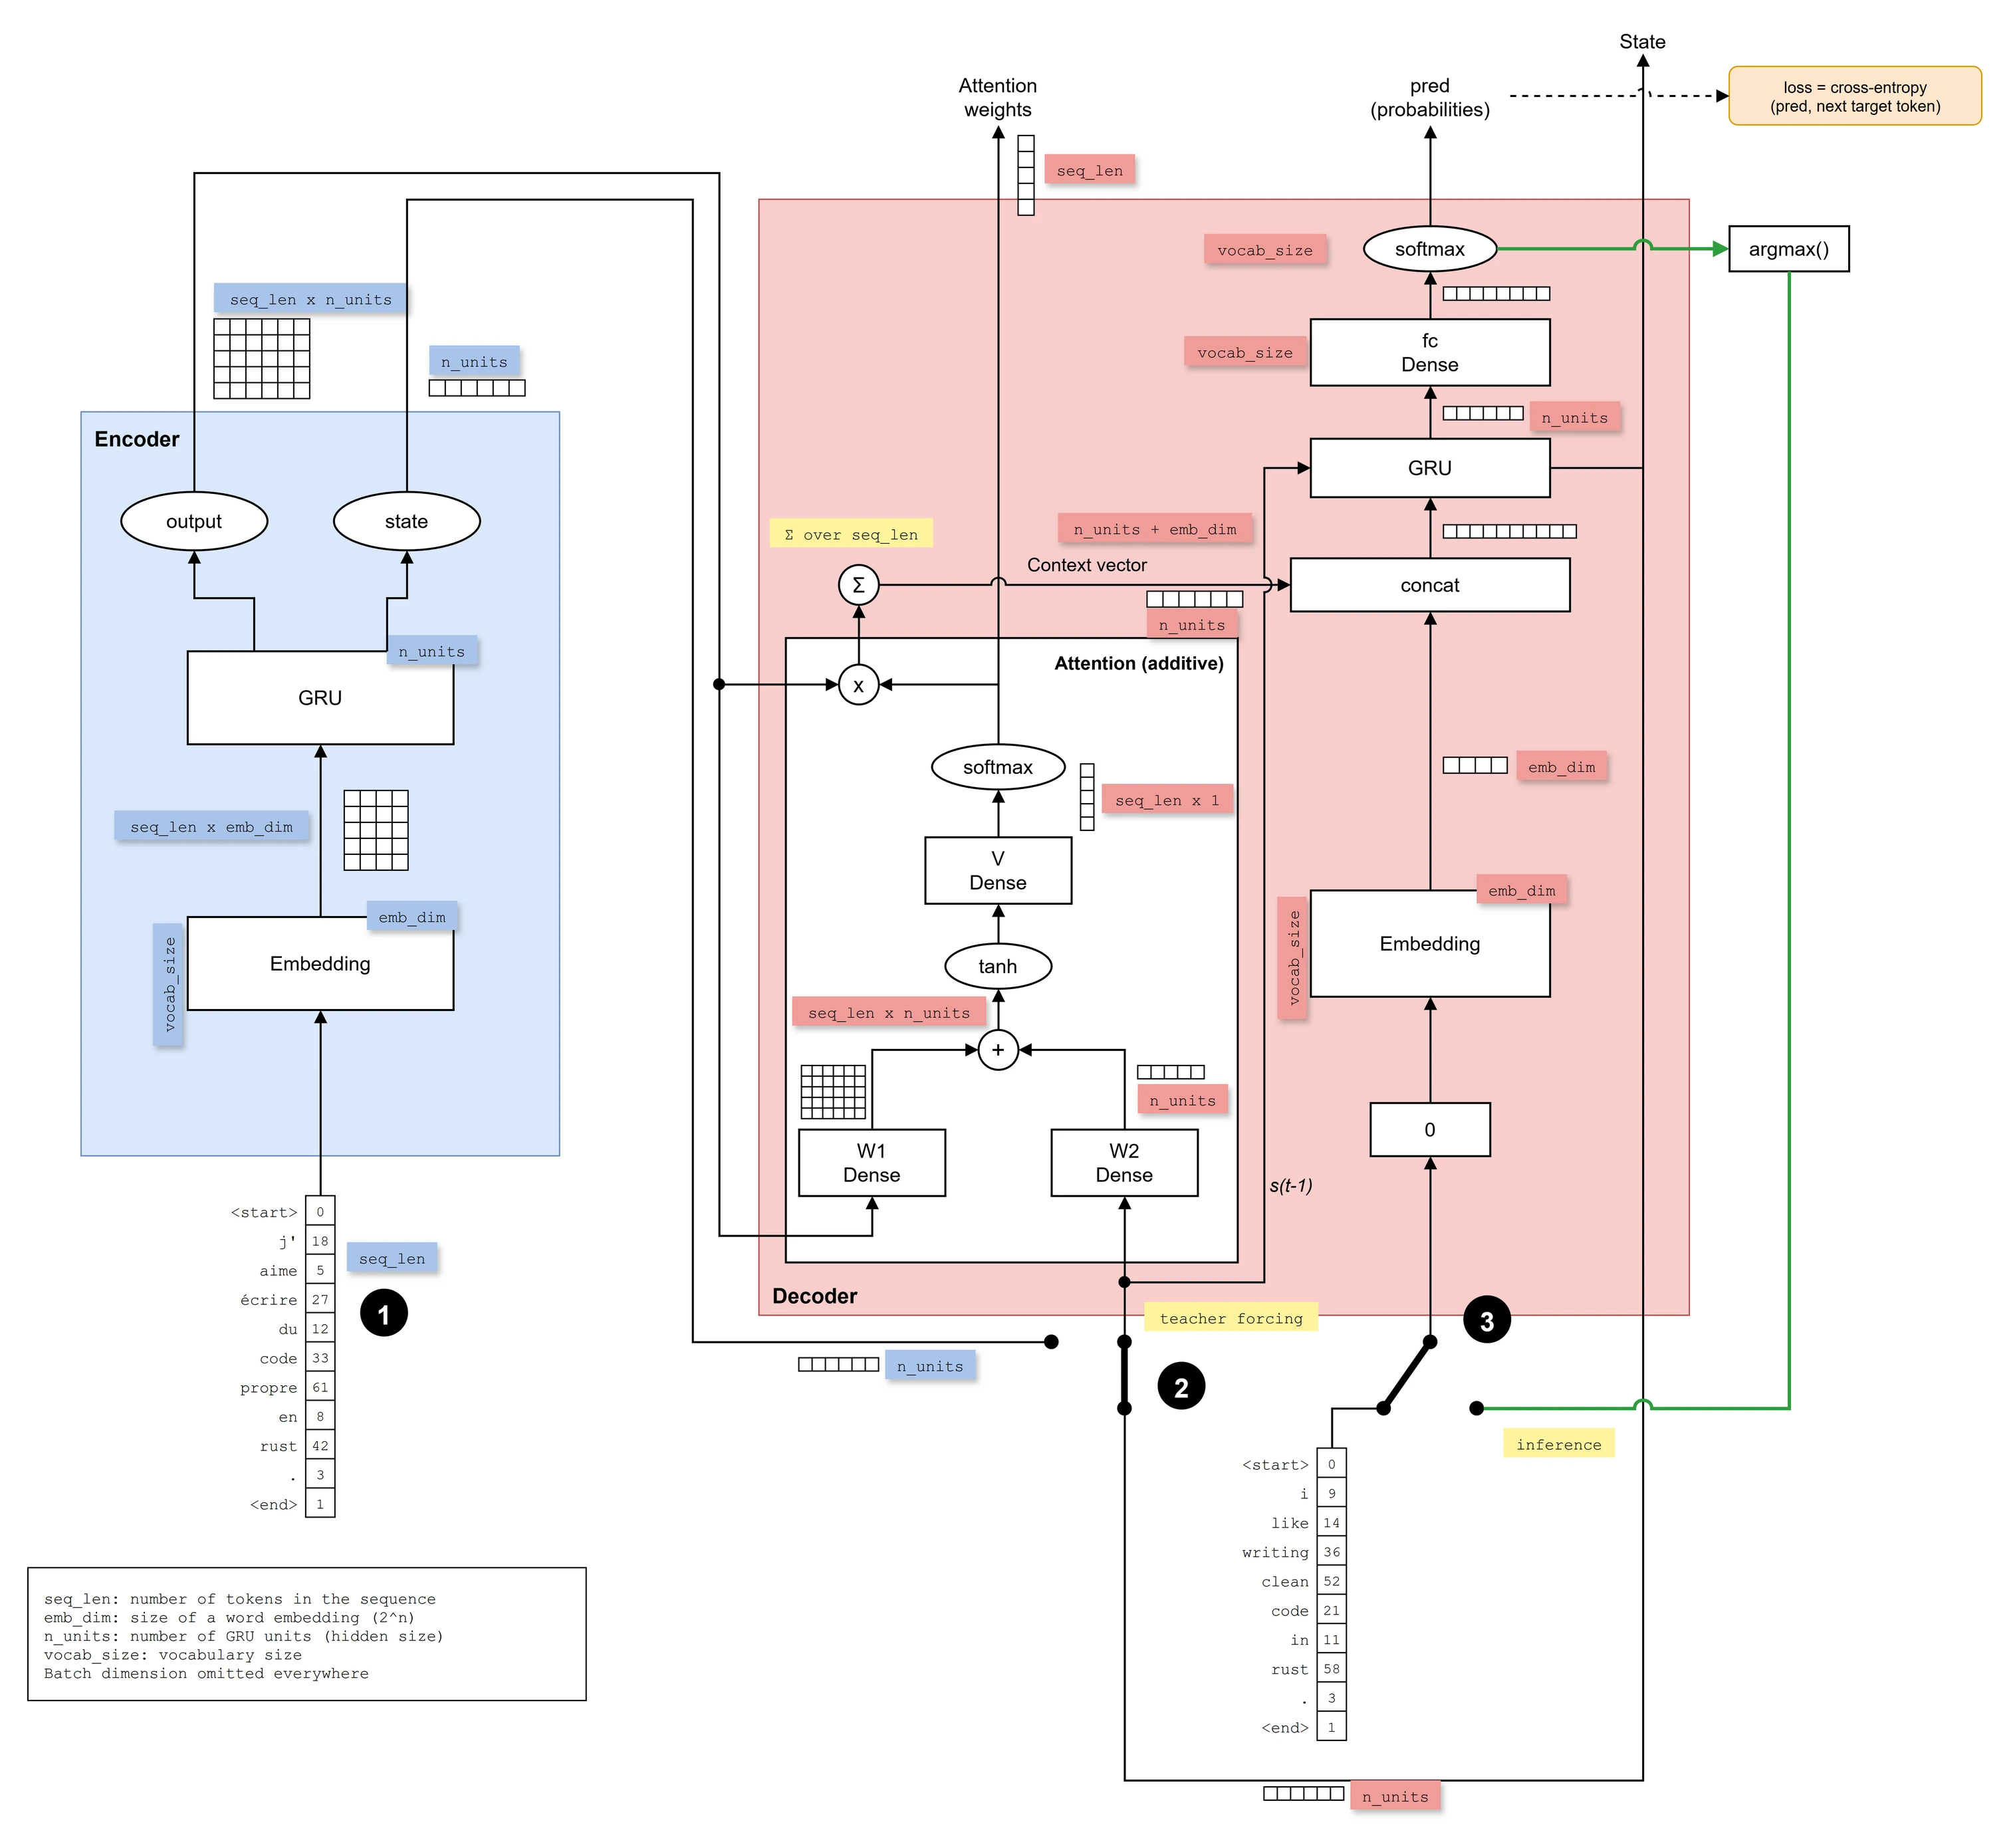 State
Attention
weights
pred
(probabilities)
loss = cross-entropy
(pred, next target token)
seq_len
vocab_size
softmax
argmax()
seq_len x n_units
n_units
vocab_size
fc
Dense
n_units
Encoder
GRU
output
state
Σ over seq_len
n_units + emb_dim
Context vector
Σ
concat
n_units
n_units
GRU
Attention (additive)
x
softmax
seq_len x 1
emb_dim
seq_len x emb_dim
V
Dense
emb_dim
vocab_size
Embedding
emb_dim
vocab_size
Embedding
tanh
seq_len x n_units
+
n_units
W1
Dense
W2
Dense
0
s(t-1)
Decoder
teacher forcing
n_units
2
3
inference
<start> 0
j' 18
aime 5
écrire 27
du 12
code 33
propre 61
en 8
rust 42
. 3
<end> 1
seq_len
1
<start> 0
i 9
like 14
writing 36
clean 52
code 21
in 11
rust 58
. 3
<end> 1
n_units
seq_len: number of tokens in the sequence
emb_dim: size of a word embedding (2^n)
n_units: number of GRU units (hidden size)
vocab_size: vocabulary size
Batch dimension omitted everywhere